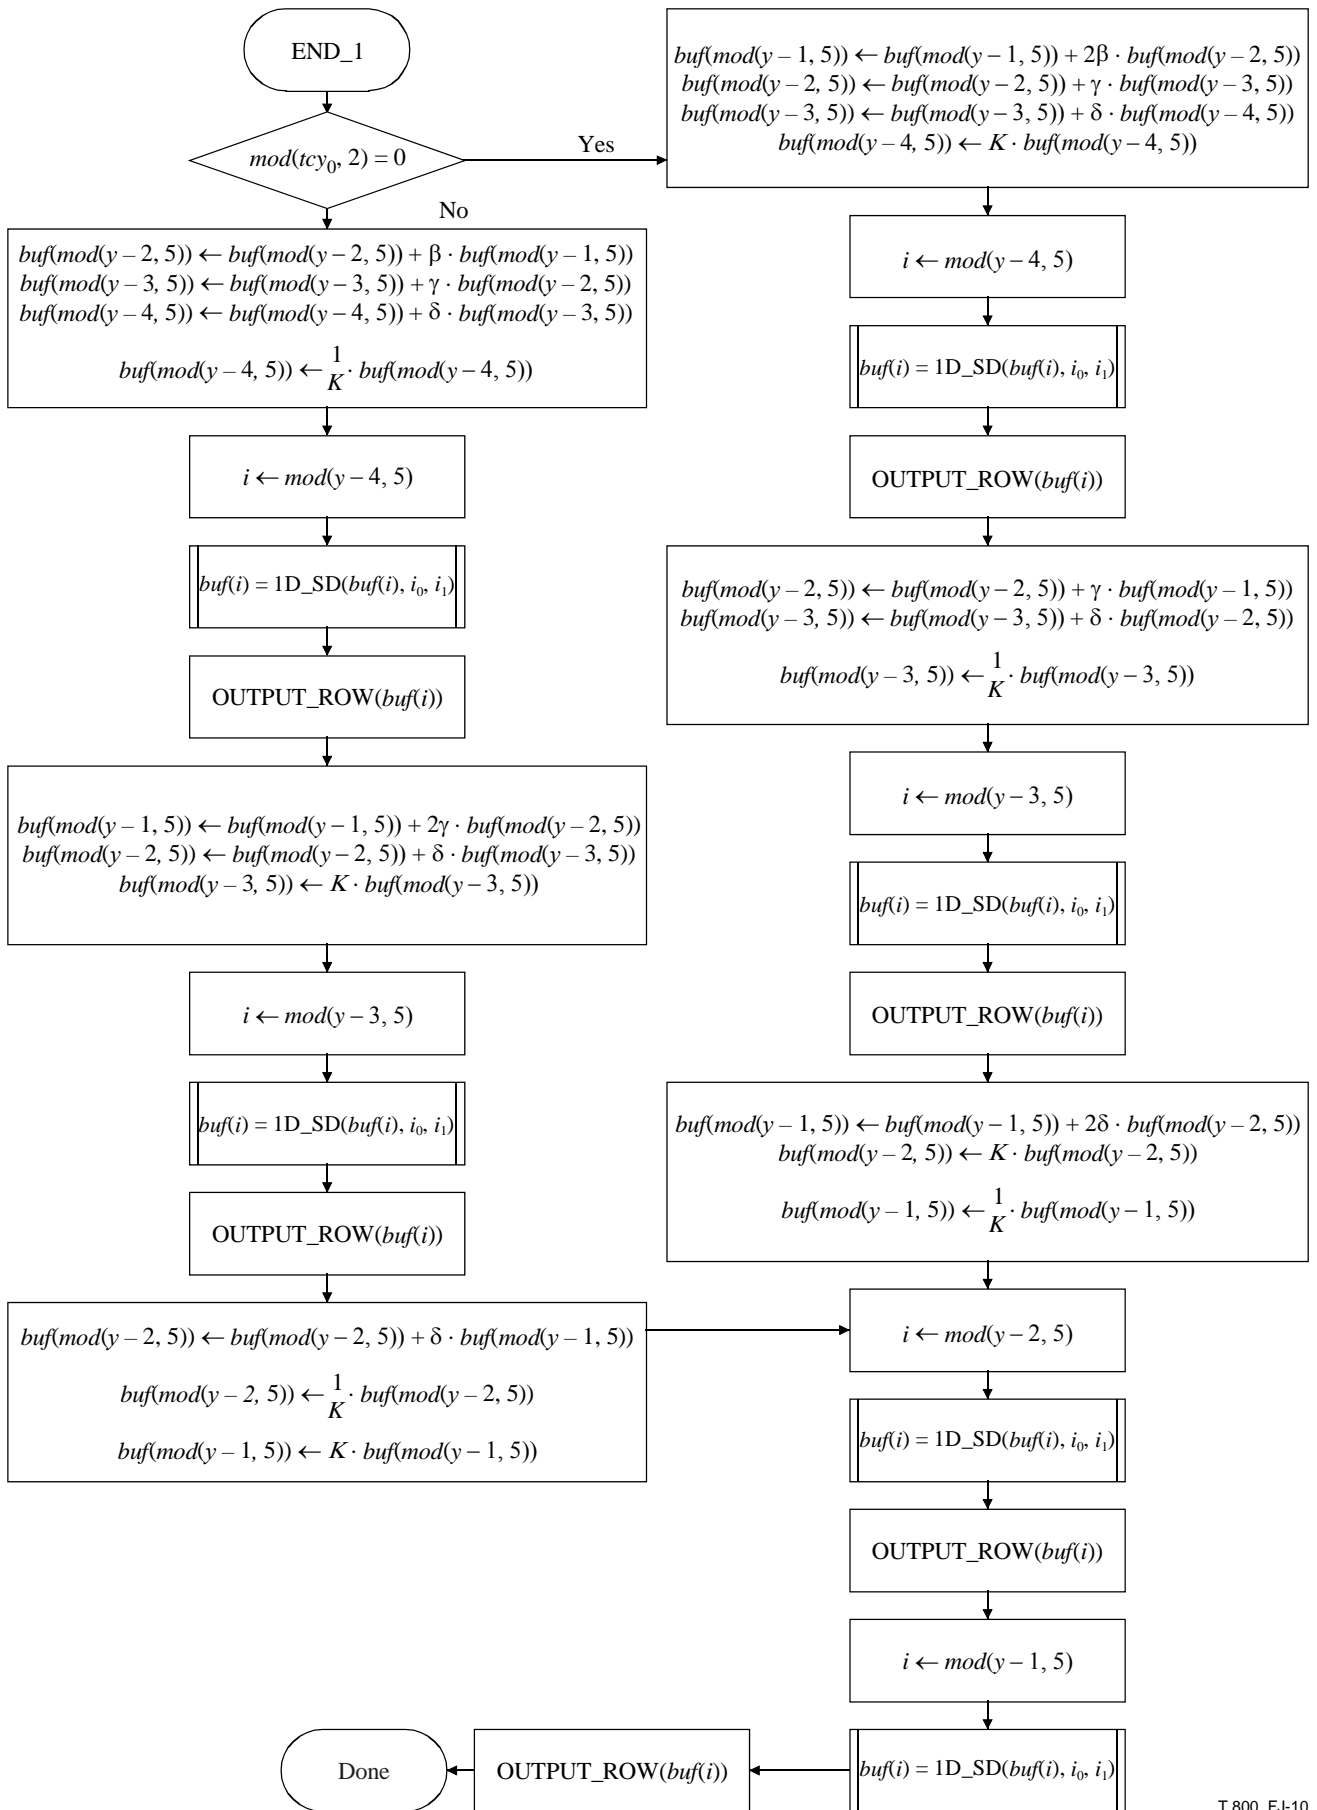 END_1
mod(tcy₀, 2) = 0
Yes
No
buf(mod(y – 2, 5)) ← buf(mod(y – 2, 5)) + β · buf(mod(y – 1, 5))
buf(mod(y – 3, 5)) ← buf(mod(y – 3, 5)) + γ · buf(mod(y – 2, 5))
buf(mod(y – 4, 5)) ← buf(mod(y – 4, 5)) + δ · buf(mod(y – 3, 5))
buf(mod(y – 4, 5)) ← 1/K · buf(mod(y – 4, 5))
i ← mod(y – 4, 5)
buf(i) = 1D_SD(buf(i), i₀, i₁)
OUTPUT_ROW(buf(i))
buf(mod(y – 1, 5)) ← buf(mod(y – 1, 5)) + 2γ · buf(mod(y – 2, 5))
buf(mod(y – 2, 5)) ← buf(mod(y – 2, 5)) + δ · buf(mod(y – 3, 5))
buf(mod(y – 3, 5)) ← K · buf(mod(y – 3, 5))
i ← mod(y – 3, 5)
buf(i) = 1D_SD(buf(i), i₀, i₁)
OUTPUT_ROW(buf(i))
buf(mod(y – 2, 5)) ← buf(mod(y – 2, 5)) + δ · buf(mod(y – 1, 5))
buf(mod(y – 2, 5)) ← 1/K · buf(mod(y – 2, 5))
buf(mod(y – 1, 5)) ← K · buf(mod(y – 1, 5))
buf(mod(y – 1, 5)) ← buf(mod(y – 1, 5)) + 2β · buf(mod(y – 2, 5))
buf(mod(y – 2, 5)) ← buf(mod(y – 2, 5)) + γ · buf(mod(y – 3, 5))
buf(mod(y – 3, 5)) ← buf(mod(y – 3, 5)) + δ · buf(mod(y – 4, 5))
buf(mod(y – 4, 5)) ← K · buf(mod(y – 4, 5))
i ← mod(y – 4, 5)
buf(i) = 1D_SD(buf(i), i₀, i₁)
OUTPUT_ROW(buf(i))
buf(mod(y – 2, 5)) ← buf(mod(y – 2, 5)) + γ · buf(mod(y – 1, 5))
buf(mod(y – 3, 5)) ← buf(mod(y – 3, 5)) + δ · buf(mod(y – 2, 5))
buf(mod(y – 3, 5)) ← 1/K · buf(mod(y – 3, 5))
i ← mod(y – 3, 5)
buf(i) = 1D_SD(buf(i), i₀, i₁)
OUTPUT_ROW(buf(i))
buf(mod(y – 1, 5)) ← buf(mod(y – 1, 5)) + 2δ · buf(mod(y – 2, 5))
buf(mod(y – 2, 5)) ← K · buf(mod(y – 2, 5))
buf(mod(y – 1, 5)) ← 1/K · buf(mod(y – 1, 5))
i ← mod(y – 2, 5)
buf(i) = 1D_SD(buf(i), i₀, i₁)
OUTPUT_ROW(buf(i))
i ← mod(y – 1, 5)
buf(i) = 1D_SD(buf(i), i₀, i₁)
OUTPUT_ROW(buf(i))
Done
T.800_FJ-10